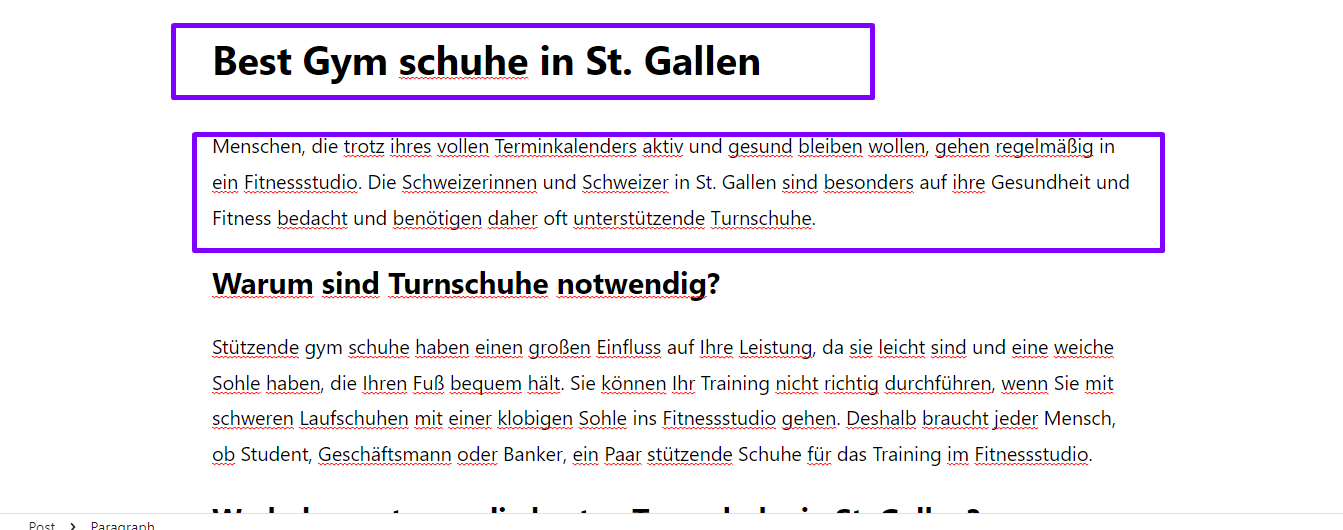 Best Gym schuhe in St. Gallen
Menschen, die trotz ihres vollen Terminkalenders aktiv und gesund bleiben wollen, gehen regelmäßig in
ein Fitnessstudio. Die Schweizerinnen und Schweizer in St. Gallen sind besonders auf ihre Gesundheit und
Fitness bedacht und benötigen daher oft unterstützende Turnschuhe.
Warum sind Turnschuhe notwendig?
Stützende gym schuhe haben einen großen Einfluss auf Ihre Leistung, da sie leicht sind und eine weiche
Sohle haben, die Ihren Fuß bequem hält. Sie können Ihr Training nicht richtig durchführen, wenn Sie mit
schweren Laufschuhen mit einer klobigen Sohle ins Fitnessstudio gehen. Deshalb braucht jeder Mensch,
ob Student, Geschäftsmann oder Banker, ein Paar stützende Schuhe für das Training im Fitnessstudio.
Post > Paragraph